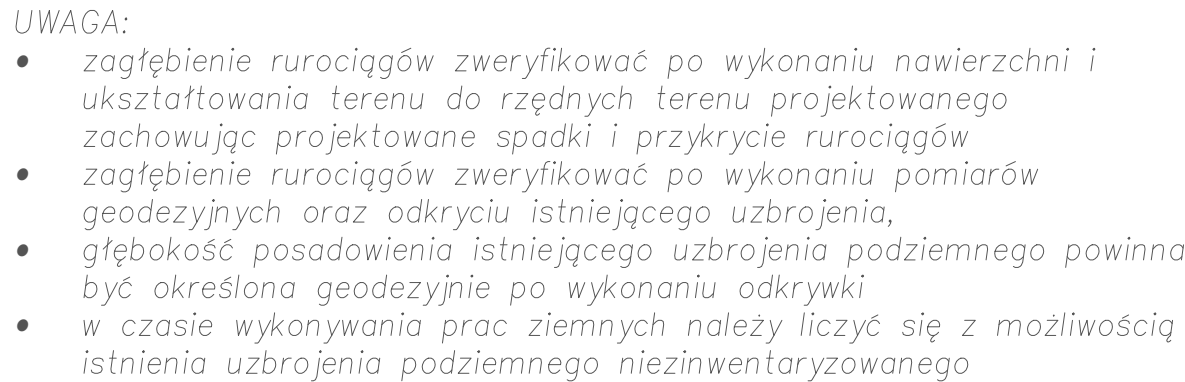 UWAGA:
• zagłębienie rurociągów zweryfikować po wykonaniu nawierzchni i
ukształtowania terenu do rzędnych terenu projektowanego
zachowując projektowane spadki i przykrycie rurociągów
• zagłębienie rurociągów zweryfikować po wykonaniu pomiarów
geodezyjnych oraz odkryciu istniejącego uzbrojenia,
• głębokość posadowienia istniejącego uzbrojenia podziemnego powinna
być określona geodezyjnie po wykonaniu odkrywki
• w czasie wykonywania prac ziemnych należy liczyć się z możliwością
istnienia uzbrojenia podziemnego niezinwentaryzowanego